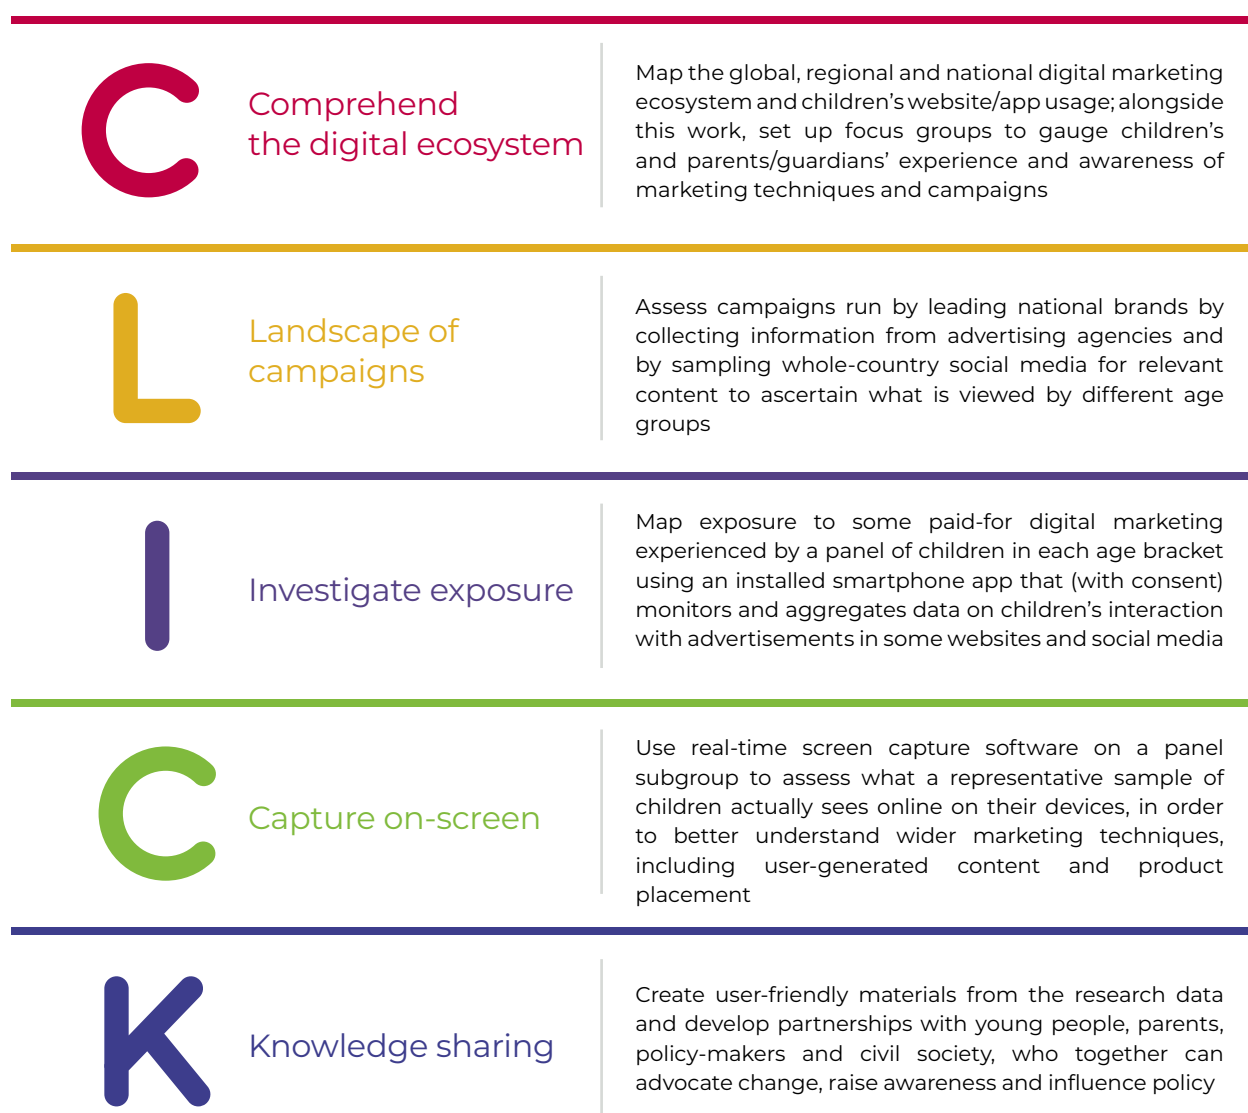 C
Comprehend
the digital ecosystem
Map the global, regional and national digital marketing
ecosystem and children's website/app usage; alongside
this work, set up focus groups to gauge children's
and parents/guardians' experience and awareness of
marketing techniques and campaigns
L
Landscape of
campaigns
Assess campaigns run by leading national brands by
collecting information from advertising agencies and
by sampling whole-country social media for relevant
content to ascertain what is viewed by different age
groups
I
Investigate exposure
Map exposure to some paid-for digital marketing
experienced by a panel of children in each age bracket
using an installed smartphone app that (with consent)
monitors and aggregates data on children's interaction
with advertisements in some websites and social media
C
Capture on-screen
Use real-time screen capture software on a panel
subgroup to assess what a representative sample of
children actually sees online on their devices, in order
to better understand wider marketing techniques,
including user-generated content and product
placement
K
Knowledge sharing
Create user-friendly materials from the research data
and develop partnerships with young people, parents,
policy-makers and civil society, who together can
advocate change, raise awareness and influence policy